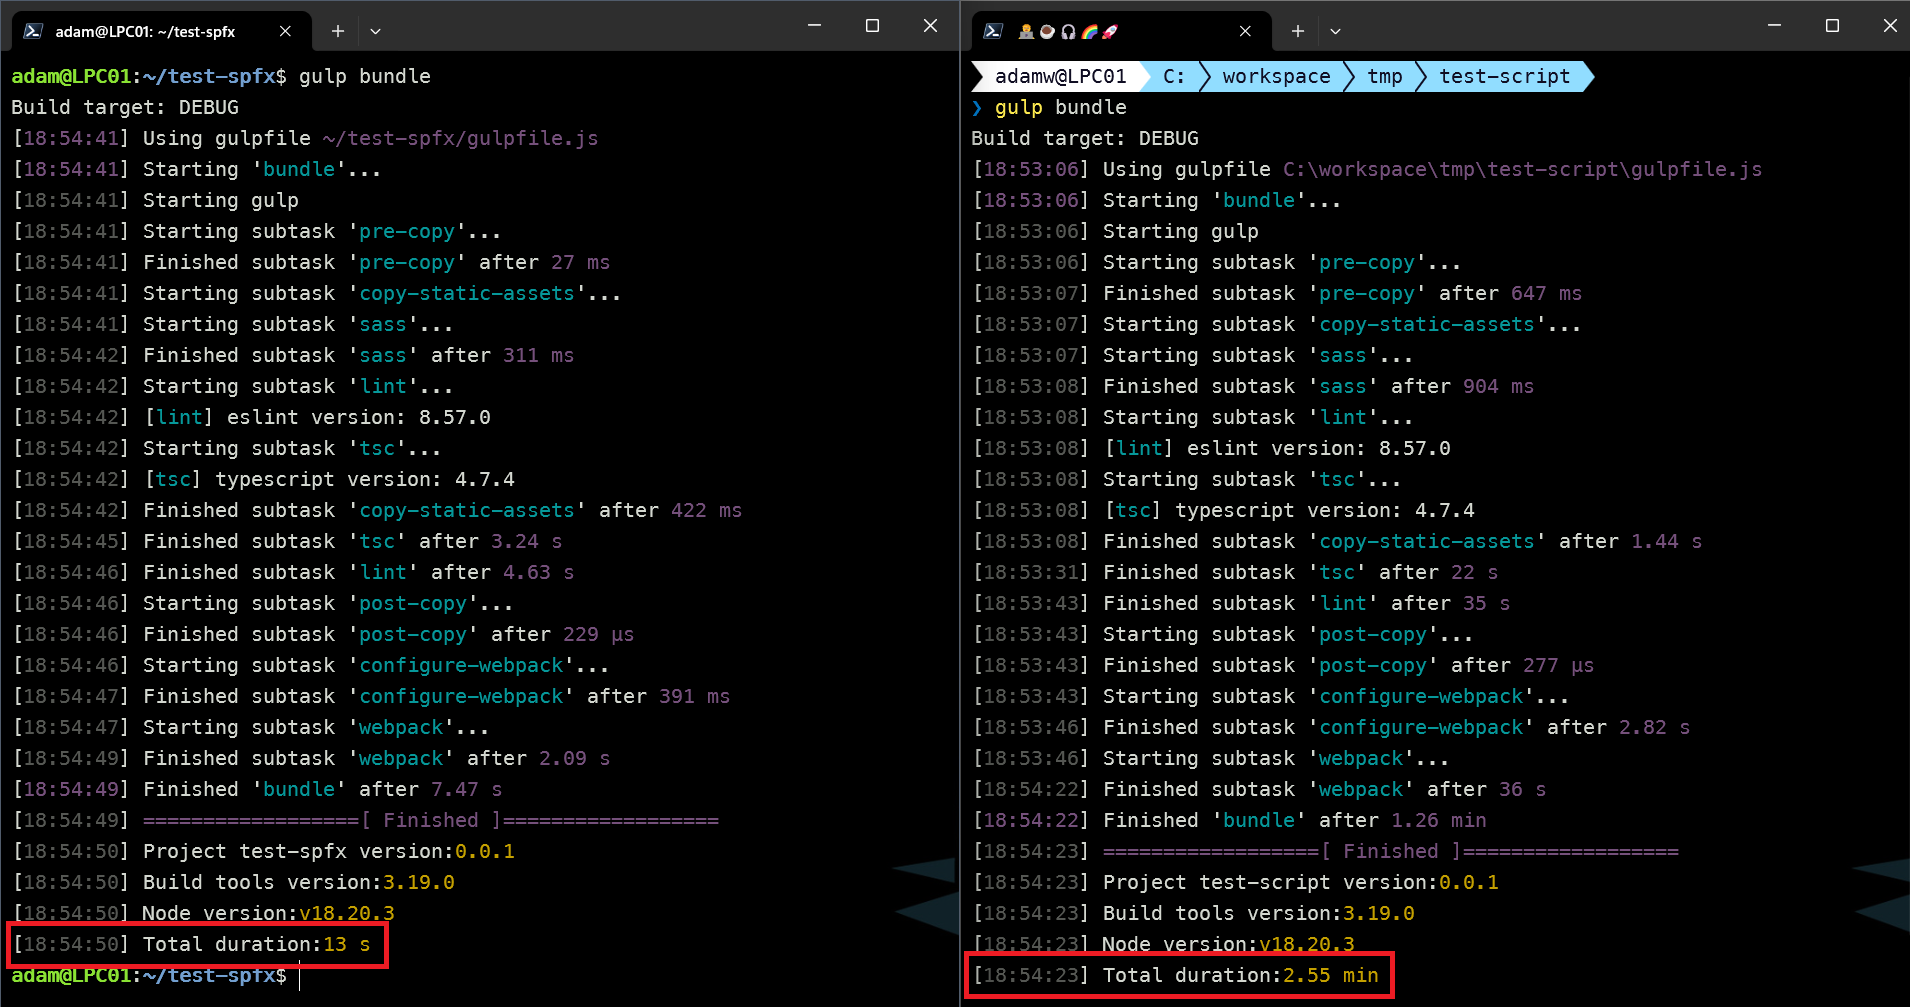 adam@LPC01: ~/test-spfx
adam@LPC01:~/test-spfx$ gulp bundle
Build target: DEBUG
[18:54:41] Using gulpfile ~/test-spfx/gulpfile.js
[18:54:41] Starting 'bundle'...
[18:54:41] Starting gulp
[18:54:41] Starting subtask 'pre-copy'...
[18:54:41] Finished subtask 'pre-copy' after 27 ms
[18:54:41] Starting subtask 'copy-static-assets'...
[18:54:41] Starting subtask 'sass'...
[18:54:42] Finished subtask 'sass' after 311 ms
[18:54:42] Starting subtask 'lint'...
[18:54:42] [lint] eslint version: 8.57.0
[18:54:42] Starting subtask 'tsc'...
[18:54:42] [tsc] typescript version: 4.7.4
[18:54:42] Finished subtask 'copy-static-assets' after 422 ms
[18:54:45] Finished subtask 'tsc' after 3.24 s
[18:54:46] Finished subtask 'lint' after 4.63 s
[18:54:46] Starting subtask 'post-copy'...
[18:54:46] Finished subtask 'post-copy' after 229 μs
[18:54:46] Starting subtask 'configure-webpack'...
[18:54:47] Finished subtask 'configure-webpack' after 391 ms
[18:54:47] Starting subtask 'webpack'...
[18:54:49] Finished subtask 'webpack' after 2.09 s
[18:54:49] Finished 'bundle' after 7.47 s
[18:54:49] ==================[ Finished ]==================
[18:54:50] Project test-spfx version:0.0.1
[18:54:50] Build tools version:3.19.0
[18:54:50] Node version:v18.20.3
[18:54:50] Total duration:13 s
adam@LPC01:~/test-spfx$
adamw@LPC01 C: workspace tmp test-script
❯ gulp bundle
Build target: DEBUG
[18:53:06] Using gulpfile C:\workspace\tmp\test-script\gulpfile.js
[18:53:06] Starting 'bundle'...
[18:53:06] Starting gulp
[18:53:06] Starting subtask 'pre-copy'...
[18:53:07] Finished subtask 'pre-copy' after 647 ms
[18:53:07] Starting subtask 'copy-static-assets'...
[18:53:07] Starting subtask 'sass'...
[18:53:08] Finished subtask 'sass' after 904 ms
[18:53:08] Starting subtask 'lint'...
[18:53:08] [lint] eslint version: 8.57.0
[18:53:08] Starting subtask 'tsc'...
[18:53:08] [tsc] typescript version: 4.7.4
[18:53:08] Finished subtask 'copy-static-assets' after 1.44 s
[18:53:31] Finished subtask 'tsc' after 22 s
[18:53:43] Finished subtask 'lint' after 35 s
[18:53:43] Starting subtask 'post-copy'...
[18:53:43] Finished subtask 'post-copy' after 277 μs
[18:53:43] Starting subtask 'configure-webpack'...
[18:53:46] Finished subtask 'configure-webpack' after 2.82 s
[18:53:46] Starting subtask 'webpack'...
[18:54:22] Finished subtask 'webpack' after 36 s
[18:54:22] Finished 'bundle' after 1.26 min
[18:54:23] ==================[ Finished ]==================
[18:54:23] Project test-script version:0.0.1
[18:54:23] Build tools version:3.19.0
[18:54:23] Node version:v18.20.3
[18:54:23] Total duration:2.55 min